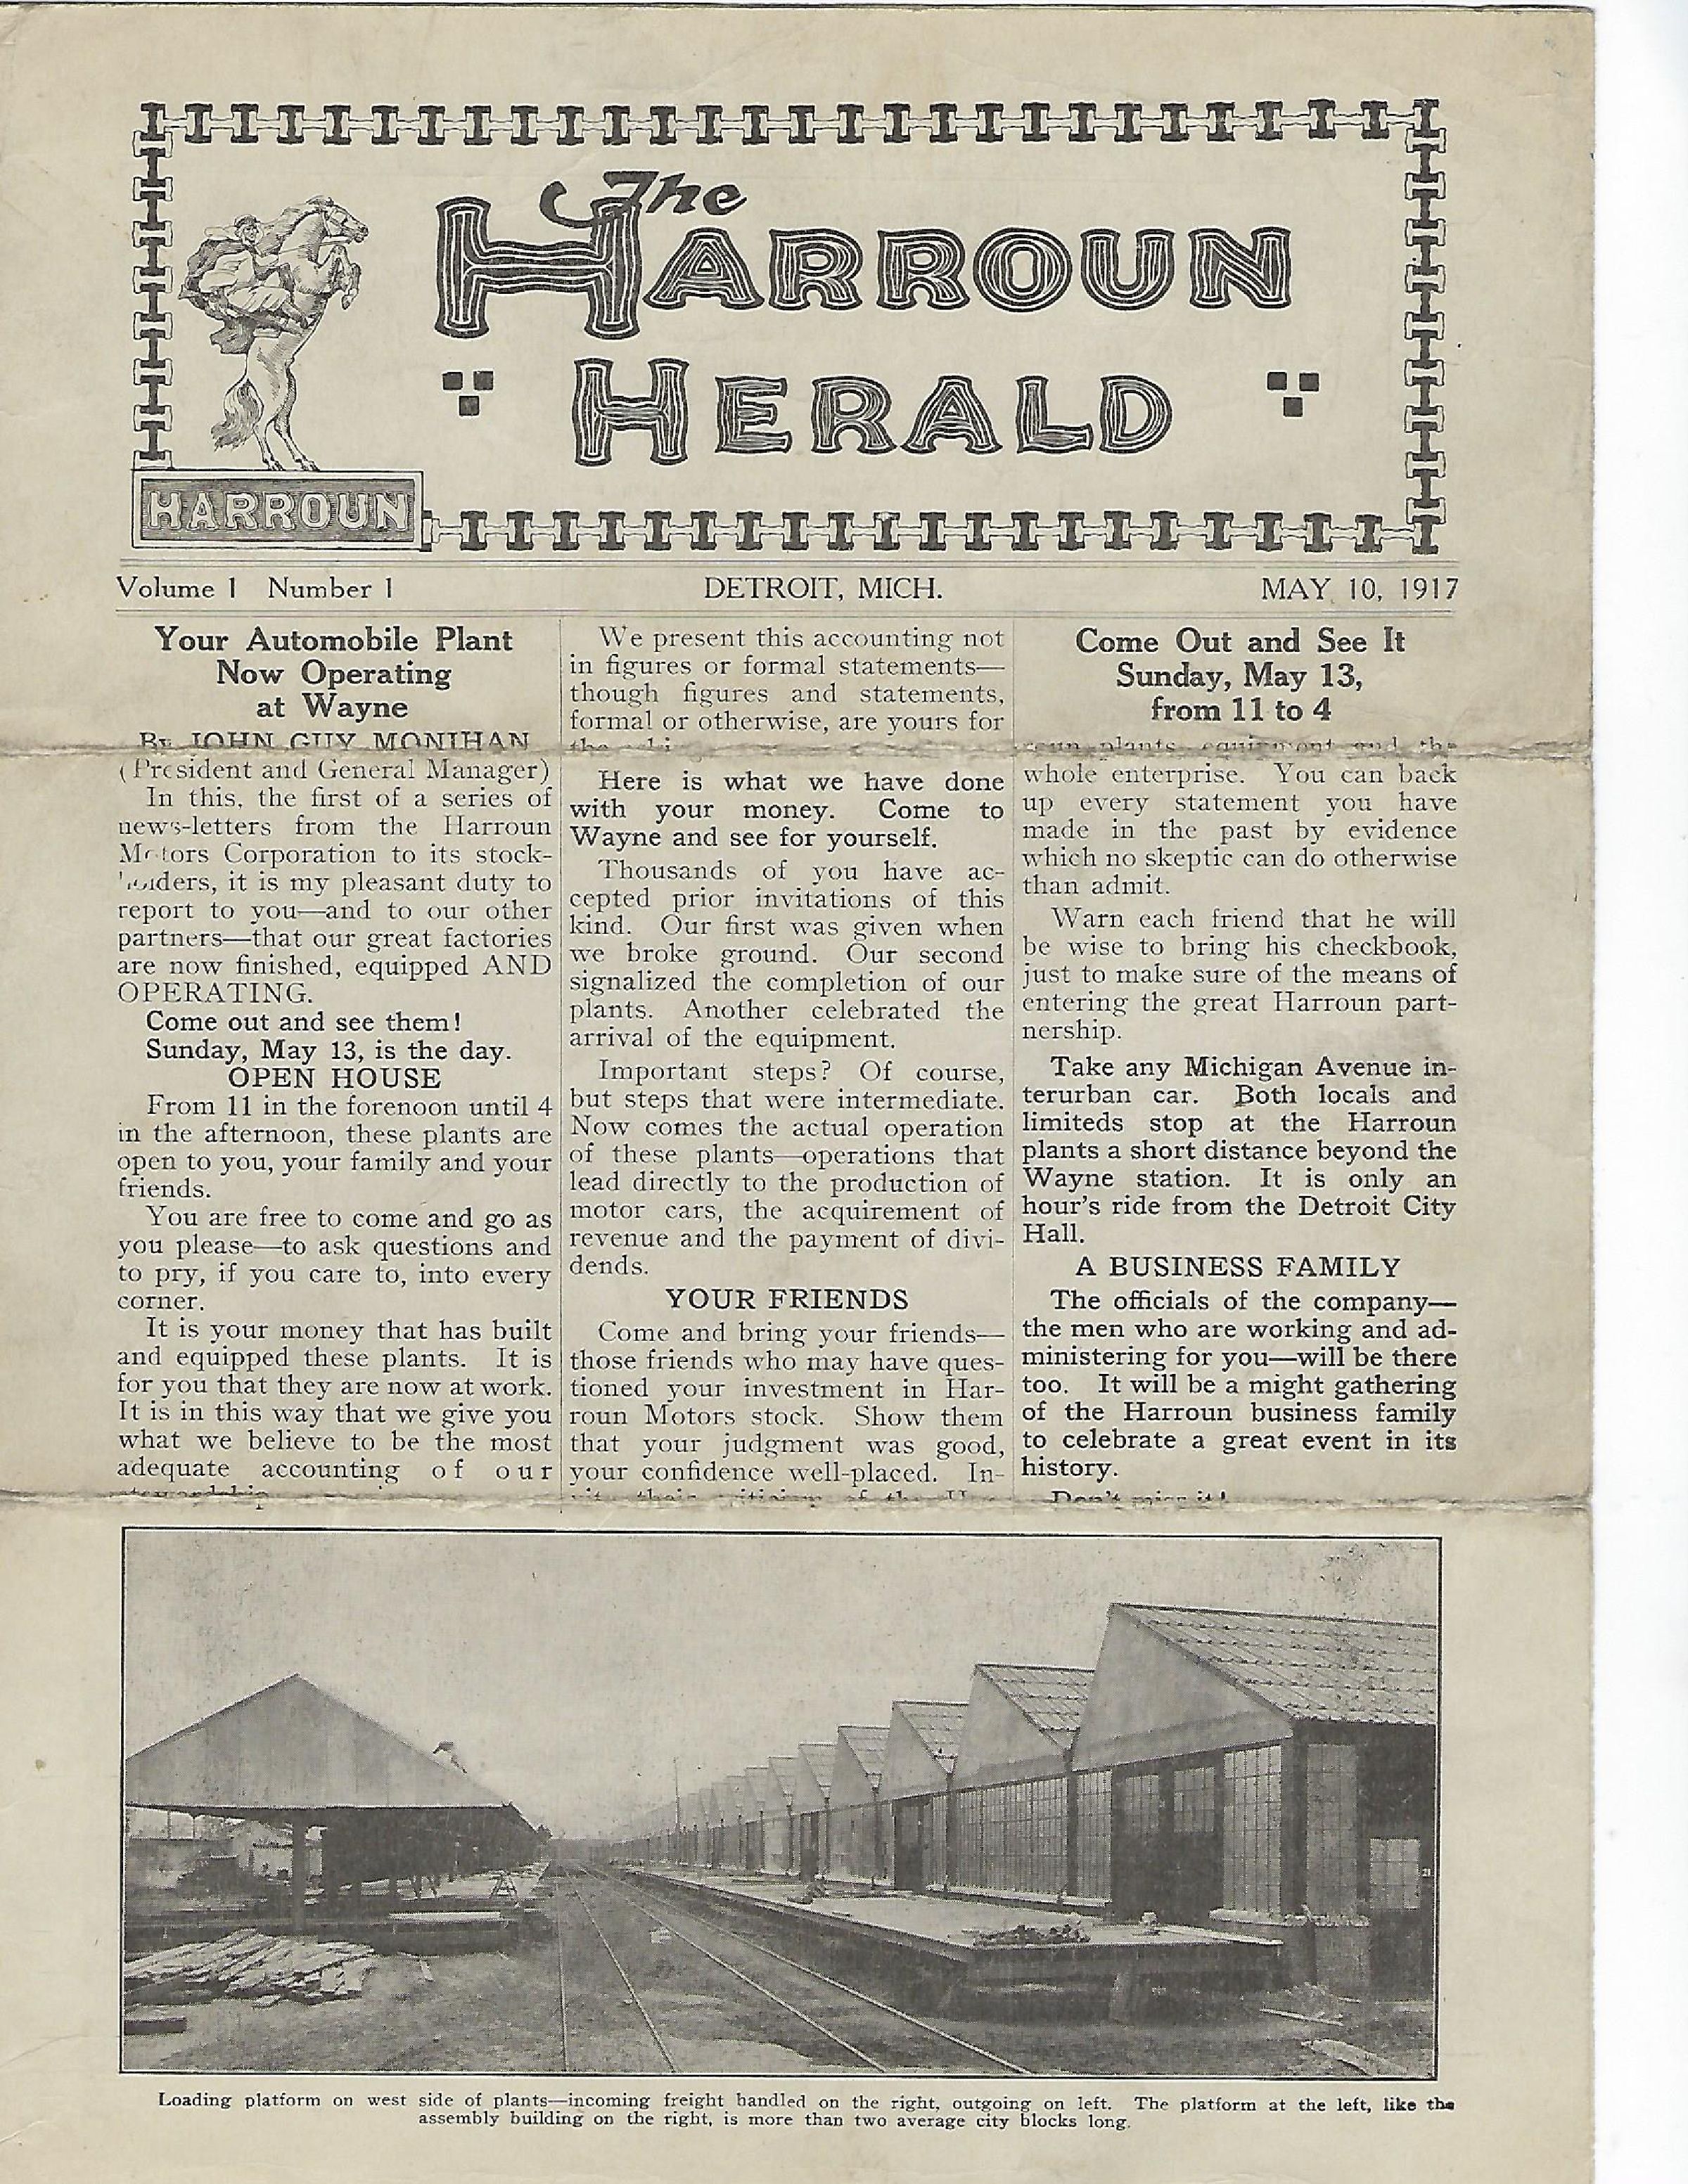 The
HARROUN
HERALD
HARROUN
Volume 1 Number 1
DETROIT, MICH.
MAY 10, 1917
Your Automobile Plant
Now Operating
at Wayne
By JOHN GUY MONIHAN
(President and General Manager)
In this, the first of a series of
news-letters from the Harroun
Motors Corporation to its stock-
holders, it is my pleasant duty to
report to you—and to our other
partners—that our great factories
are now finished, equipped AND
OPERATING.
Come out and see them!
Sunday, May 13, is the day.
OPEN HOUSE
From 11 in the forenoon until 4
in the afternoon, these plants are
open to you, your family and your
friends.
You are free to come and go as
you please—to ask questions and
to pry, if you care to, into every
corner.
It is your money that has built
and equipped these plants. It is
for you that they are now at work.
It is in this way that we give you
what we believe to be the most
adequate accounting of our
stewardship.
We present this accounting not
in figures or formal statements—
though figures and statements,
formal or otherwise, are yours for
the
Here is what we have done
with your money. Come to
Wayne and see for yourself.
Thousands of you have ac-
cepted prior invitations of this
kind. Our first was given when
we broke ground. Our second
signalized the completion of our
plants. Another celebrated the
arrival of the equipment.
Important steps? Of course,
but steps that were intermediate.
Now comes the actual operation
of these plants—operations that
lead directly to the production of
motor cars, the acquirement of
revenue and the payment of divi-
dends.
YOUR FRIENDS
Come and bring your friends—
those friends who may have ques-
tioned your investment in Har-
roun Motors stock. Show them
that your judgment was good,
your confidence well-placed. In-
vite their criticism of the Har-
Come Out and See It
Sunday, May 13,
from 11 to 4
roun plants, equipment and the
whole enterprise. You can back
up every statement you have
made in the past by evidence
which no skeptic can do otherwise
than admit.
Warn each friend that he will
be wise to bring his checkbook,
just to make sure of the means of
entering the great Harroun part-
nership.
Take any Michigan Avenue in-
terurban car. Both locals and
limiteds stop at the Harroun
plants a short distance beyond the
Wayne station. It is only an
hour's ride from the Detroit City
Hall.
A BUSINESS FAMILY
The officials of the company—
the men who are working and ad-
ministering for you—will be there
too. It will be a might gathering
of the Harroun business family
to celebrate a great event in its
history.
Don't miss it!
Loading platform on west side of plants—incoming freight handled on the right, outgoing on left. The platform at the left, like the
assembly building on the right, is more than two average city blocks long.